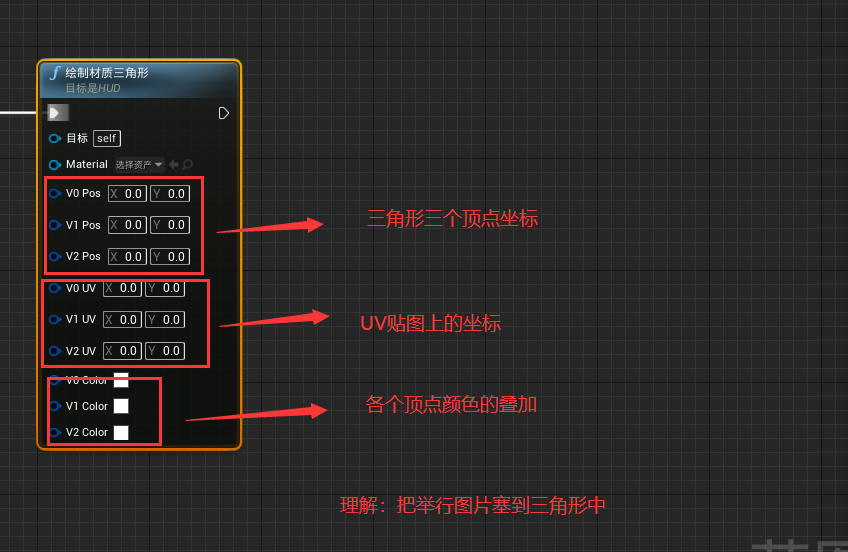 绘制材质三角形
目标是HUD
目标 self
Material 选择资产
V0 Pos X 0.0 Y 0.0
V1 Pos X 0.0 Y 0.0
三角形三个顶点坐标
V2 Pos X 0.0 Y 0.0
V0 UV X 0.0 Y 0.0
V1 UV X 0.0 Y 0.0
UV贴图上的坐标
V2 UV X 0.0 Y 0.0
V0 Color
V1 Color
各个顶点颜色的叠加
V2 Color
理解：把举行图片塞到三角形中